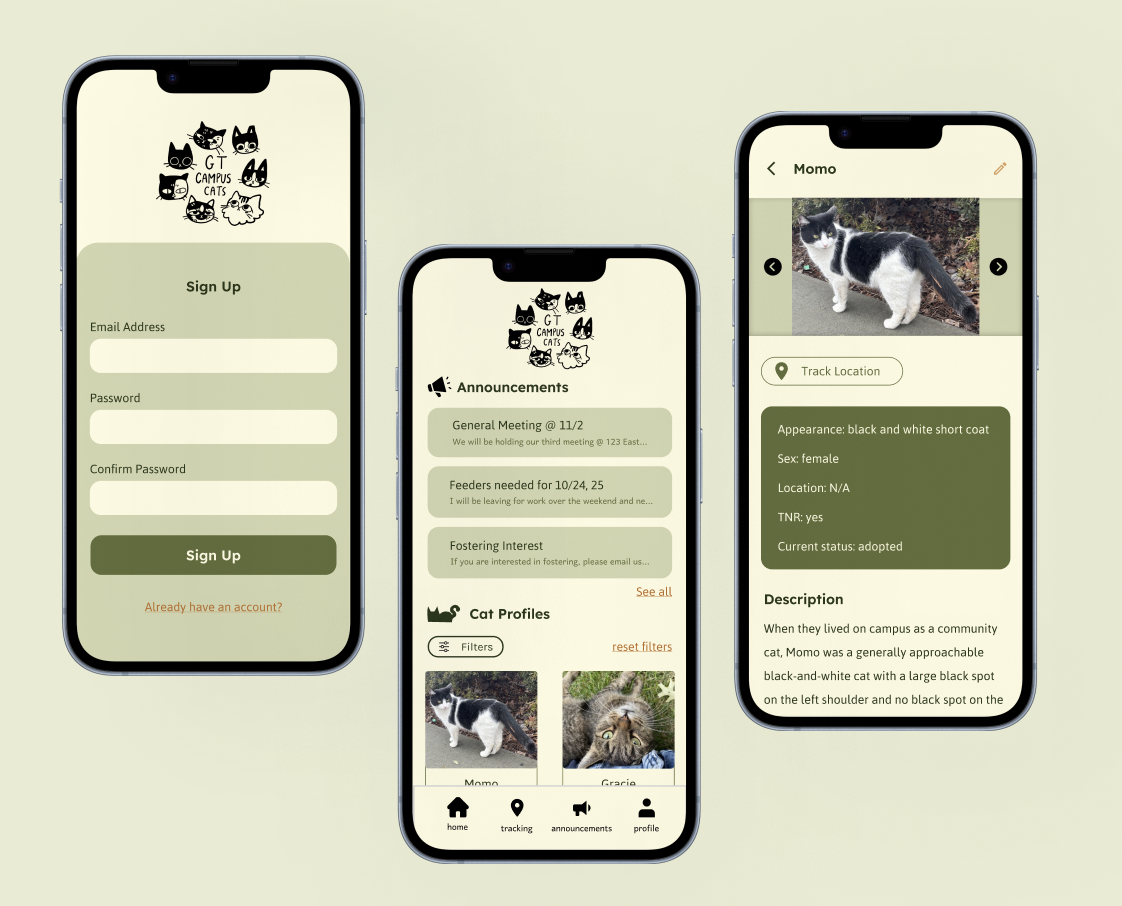 GT
CAMPUS
CATS
Sign Up
Email Address
Password
Confirm Password
Sign Up
Already have an account?
GT
CAMPUS
CATS
Announcements
General Meeting @ 11/2
We will be holding our third meeting @ 123 East...
Feeders needed for 10/24, 25
I will be leaving for work over the weekend and ne...
Fostering Interest
If you are interested in fostering, please email us...
See all
Cat Profiles
Filters
reset filters
Momo
Gracie
home
tracking
announcements
profile
Momo
Track Location
Appearance: black and white short coat
Sex: female
Location: N/A
TNR: yes
Current status: adopted
Description
When they lived on campus as a community
cat, Momo was a generally approachable
black-and-white cat with a large black spot
on the left shoulder and no black spot on the